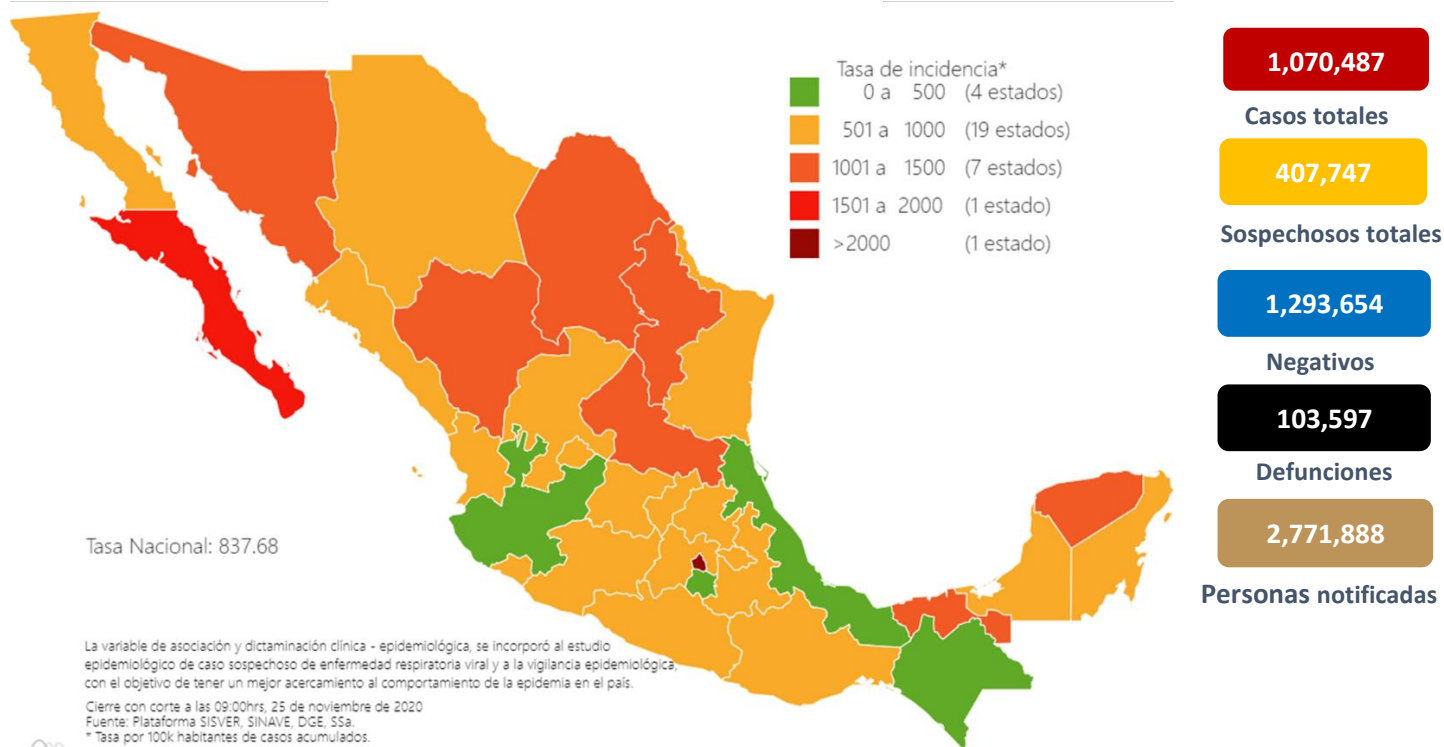 Tasa de incidencia*
0 a 500 (4 estados)
501 a 1000 (19 estados)
1001 a 1500 (7 estados)
1501 a 2000 (1 estado)
>2000 (1 estado)
1,070,487
Casos totales
407,747
Sospechosos totales
1,293,654
Negativos
103,597
Defunciones
2,771,888
Personas notificadas
Tasa Nacional: 837.68
La variable de asociación y dictaminación clínica - epidemiológica, se incorporó al estudio
epidemiológico de caso sospechoso de enfermedad respiratoria viral y a la vigilancia epidemiológica,
con el objetivo de tener un mejor acercamiento al comportamiento de la epidemia en el país.
Cierre con corte a las 09:00hrs, 25 de noviembre de 2020
Fuente: Plataforma SISVER, SINAVE, DGE, SSa.
* Tasa por 100k habitantes de casos acumulados.